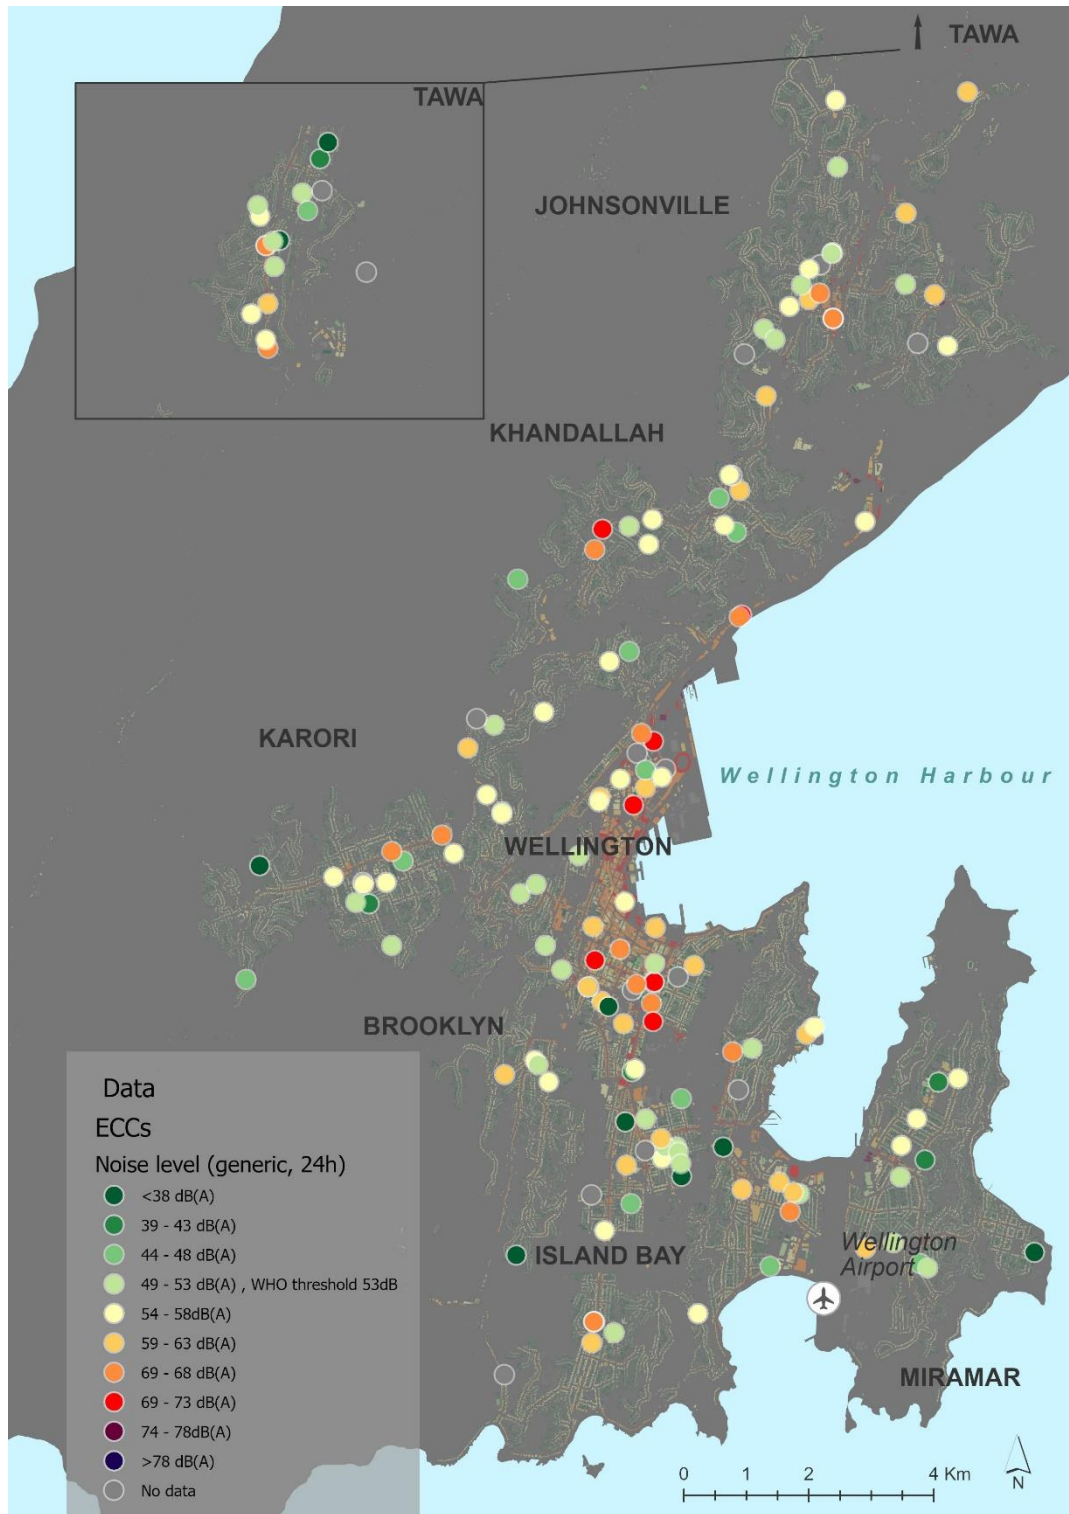 TAWA
TAWA
JOHNSONVILLE
KHANDALLAH
KARORI
Wellington Harbour
WELLINGTON
BROOKLYN
Data
ECCs
Noise level (generic, 24h)
<38 dB(A)
39 - 43 dB(A)
44 - 48 dB(A)
49 - 53 dB(A) , WHO threshold 53dB
54 - 58dB(A)
59 - 63 dB(A)
69 - 68 dB(A)
69 - 73 dB(A)
74 - 78dB(A)
>78 dB(A)
No data
ISLAND BAY
Wellington
Airport
MIRAMAR
0 1 2 4 Km
N